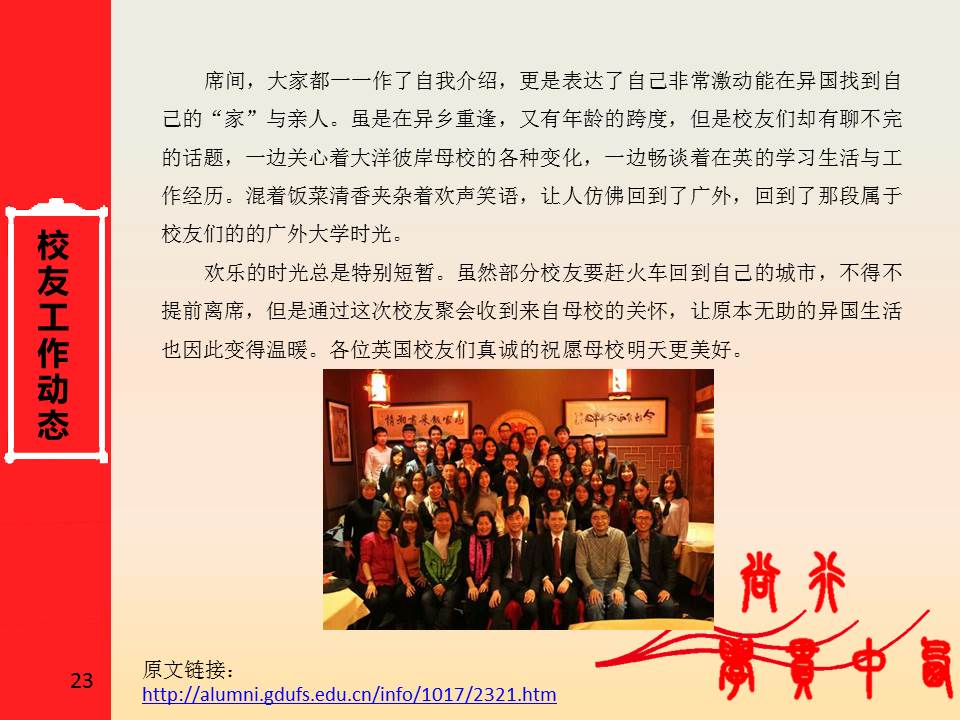 席间，大家都一一作了自我介绍，更是表达了自己非常激动能在异国找到自
己的“家”与亲人。虽是在异乡重逢，又有年龄的跨度，但是校友们却有聊不完
的话题，一边关心着大洋彼岸母校的各种变化，一边畅谈着在英的学习生活与工
作经历。混着饭菜清香夹杂着欢声笑语，让人仿佛回到了广外，回到了那段属于
校友们的的广外大学时光。
欢乐的时光总是特别短暂。虽然部分校友要赶火车回到自己的城市，不得不
提前离席，但是通过这次校友聚会收到来自母校的关怀，让原本无助的异国生活
也因此变得温暖。各位英国校友们真诚的祝愿母校明天更美好。
校友工作动态
尚行
學貫中
23
原文链接：
http://alumni.gdufs.edu.cn/info/1017/2321.htm